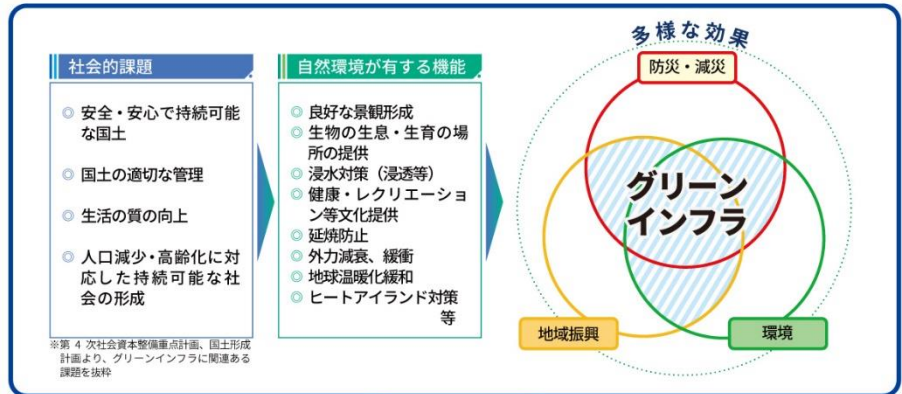 社会的課題
◎ 安全・安心で持続可能
な国土
◎ 国土の適切な管理
◎ 生活の質の向上
◎ 人口減少・高齢化に対
応した持続可能な社
会の形成
※第 4 次社会資本整備重点計画、国土形成
計画より、グリーンインフラに関連ある
課題を抜粋
自然環境が有する機能
◎ 良好な景観形成
◎ 生物の生息・生育の場
所の提供
◎ 浸水対策（浸透等）
◎ 健康・レクリエーショ
ン等文化提供
◎ 延焼防止
◎ 外力減衰、緩衝
◎ 地球温暖化緩和
◎ ヒートアイランド対策
等
多様な効果
防災・減災
グリーン
インフラ
地域振興
環境